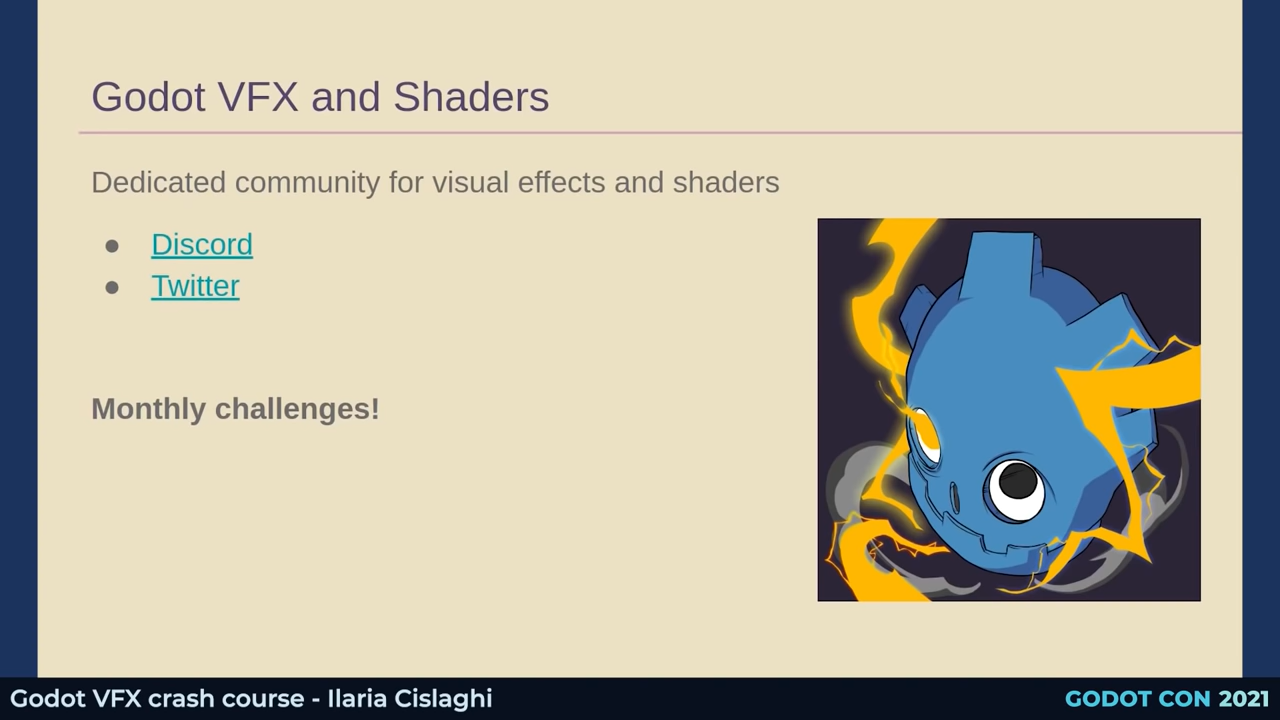 Godot VFX and Shaders
Dedicated community for visual effects and shaders
● Discord
● Twitter
Monthly challenges!
Godot VFX crash course - Ilaria Cislaghi
GODOT CON 2021